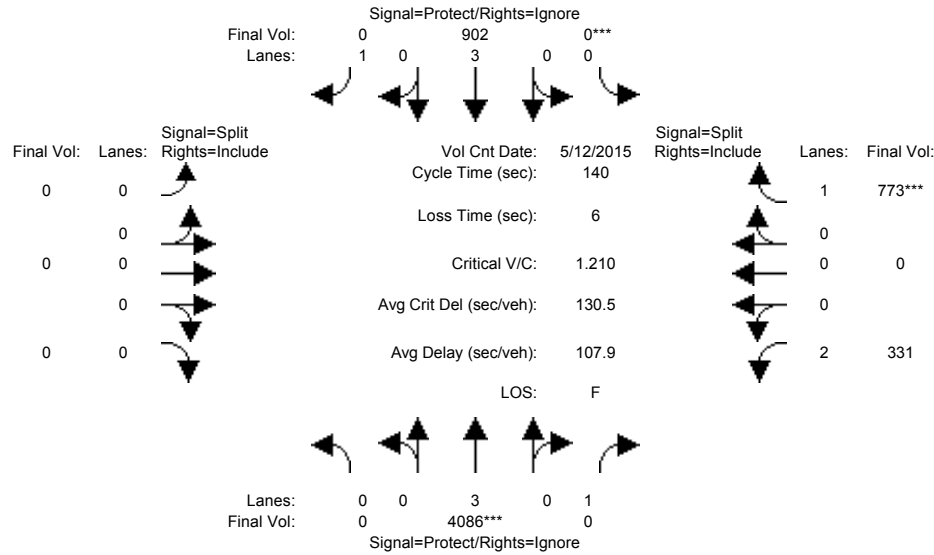 Signal=Protect/Rights=Ignore
Final Vol: 0 902 0***
Lanes: 1 0 3 0 0
Signal=Split Signal=Split
Final Vol: Lanes: Rights=Include Vol Cnt Date: 5/12/2015 Rights=Include Lanes: Final Vol:
Cycle Time (sec): 140
0 0 1 773***
Loss Time (sec): 6
0 0
0 0 Critical V/C: 1.210 0 0
0 Avg Crit Del (sec/veh): 130.5 0
0 0 Avg Delay (sec/veh): 107.9 2 331
LOS: F
Lanes: 0 0 3 0 1
Final Vol: 0 4086*** 0
Signal=Protect/Rights=Ignore